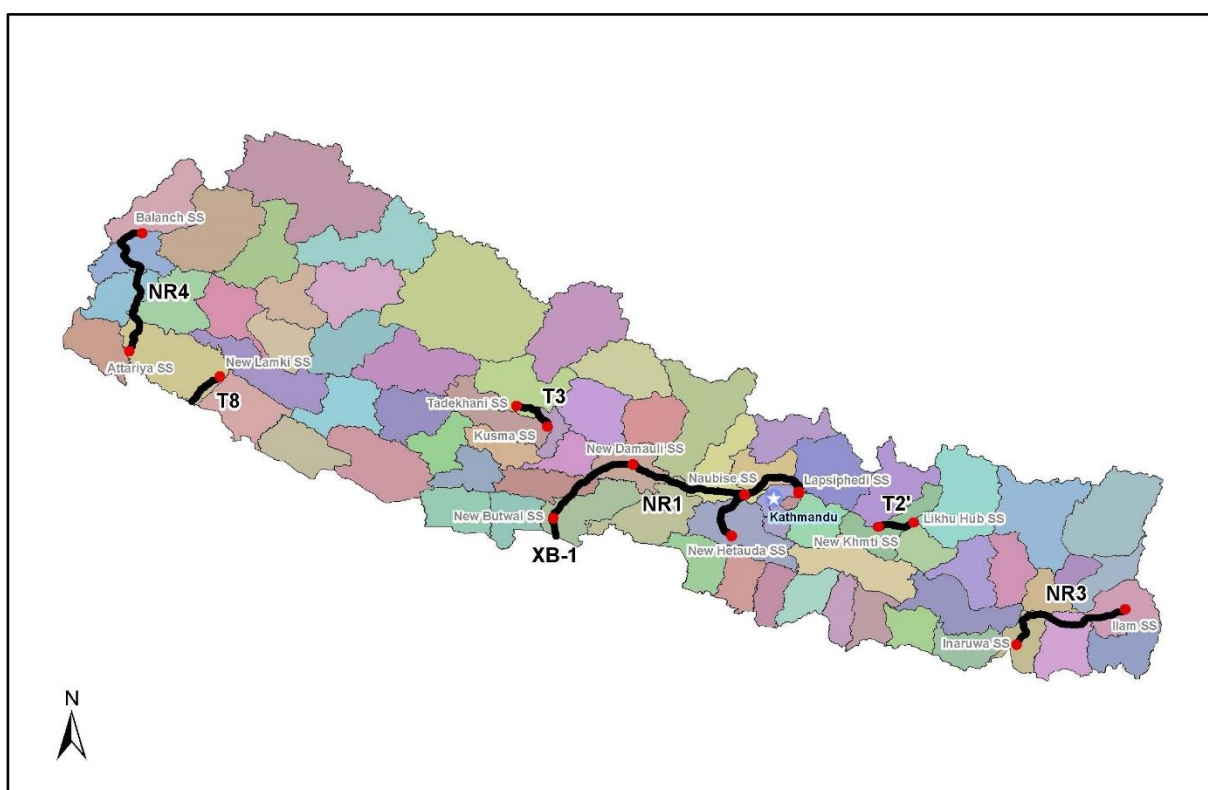 Balanch SS
NR4
Attariya SS
New Lamki SS
T8
Tadekhani SS
T3
Kusma SS
New Damauli SS
Naubise SS
Lapsiphedi SS
NR1
Kathmandu
New Butwal SS
XB-1
New Hetauda SS
T2'
Likhu Hub SS
New Khmti SS
NR3
Ilam SS
Inaruwa SS
N